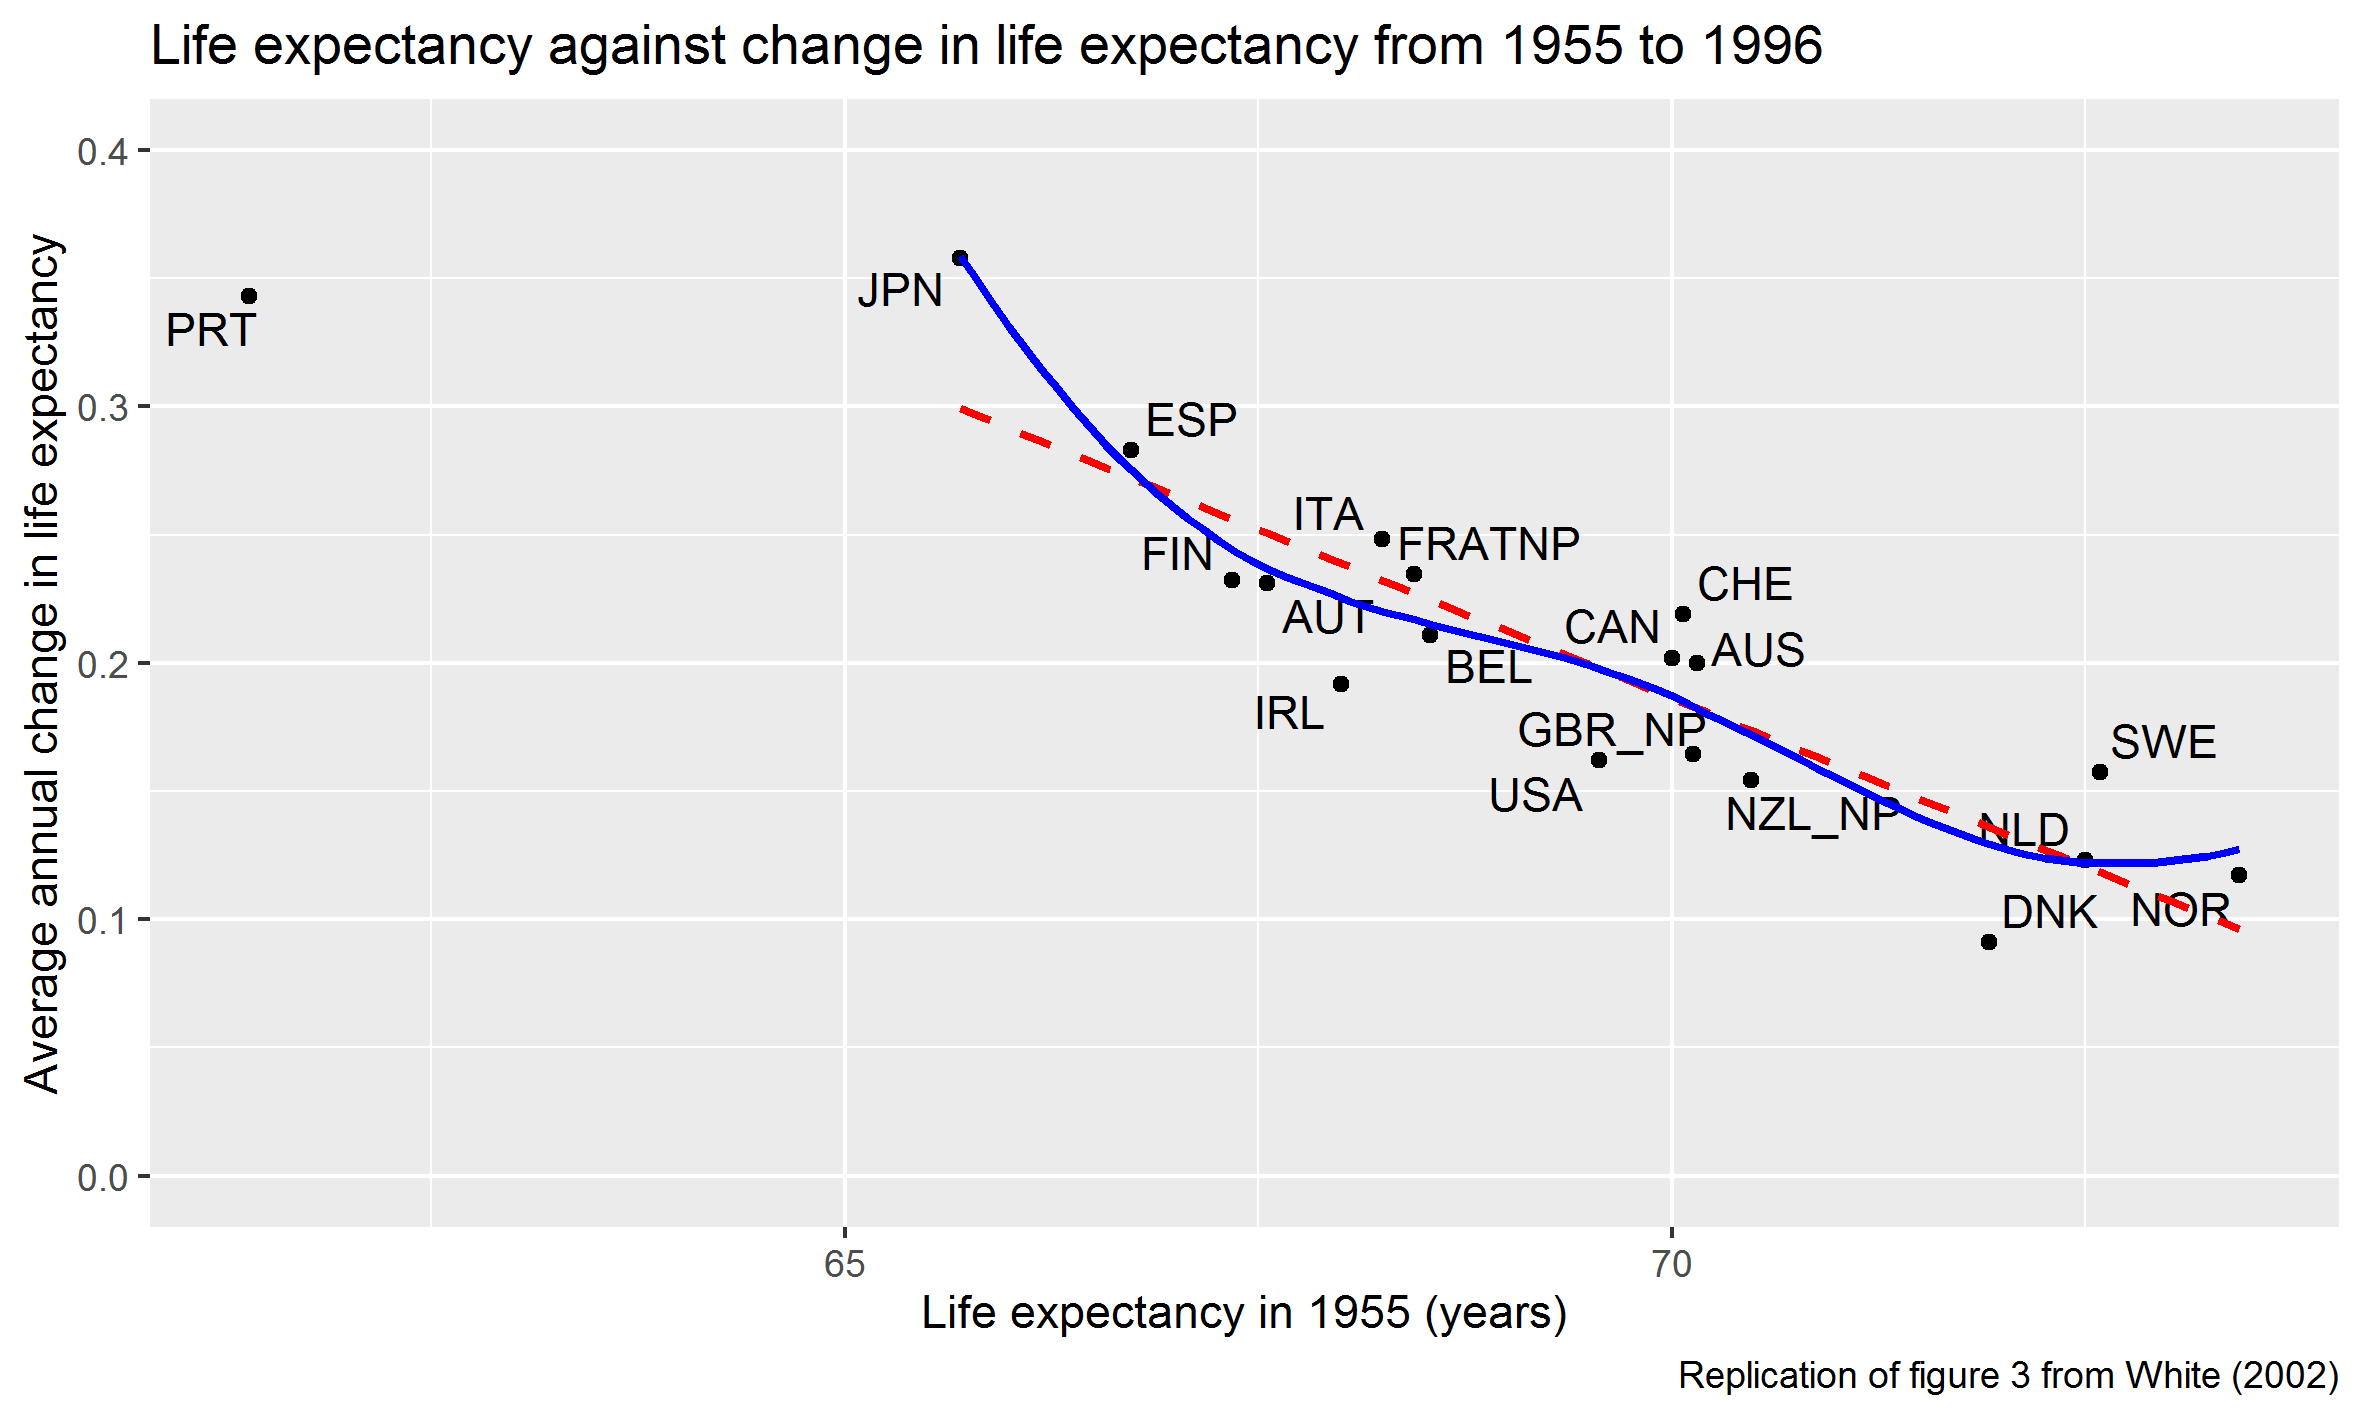 Life expectancy against change in life expectancy from 1955 to 1996
Average annual change in life expectancy
0.4
0.3
0.2
0.1
0.0
PRT
JPN
ESP
ITA
FRATNP
FIN
CHE
AUT
CAN
AUS
BEL
IRL
GBR_NP
SWE
USA
NZL_NP
NLD
DNK
NOR
65
70
Life expectancy in 1955 (years)
Replication of figure 3 from White (2002)